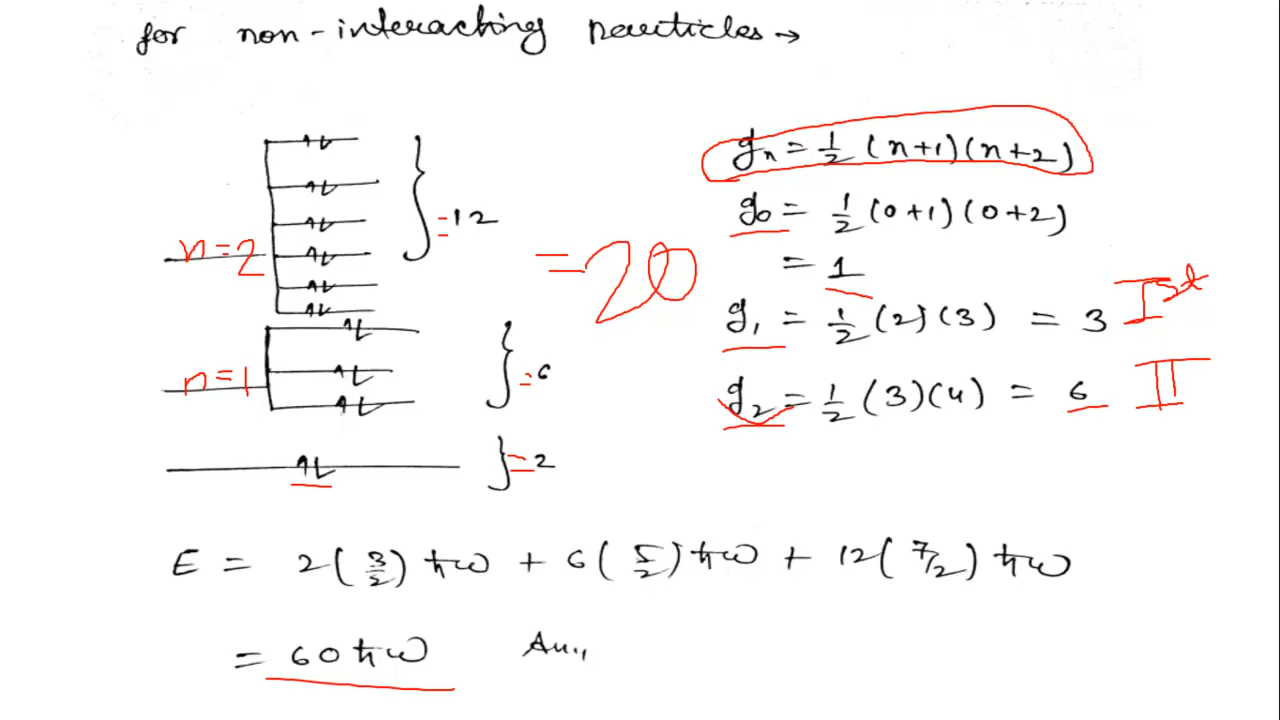 for non-interacting particles →
n=2
=12
=20
n=1
=6
↑↓
=2
gₙ = 1/2 (n+1)(n+2)
g₀ = 1/2 (0+1)(0+2)
= 1
g₁ = 1/2 (2)(3) = 3 Ist
g₂ = 1/2 (3)(4) = 6 II
E = 2(3/2) ħω + 6(5/2) ħω + 12(7/2) ħω
= 60 ħω Ans,